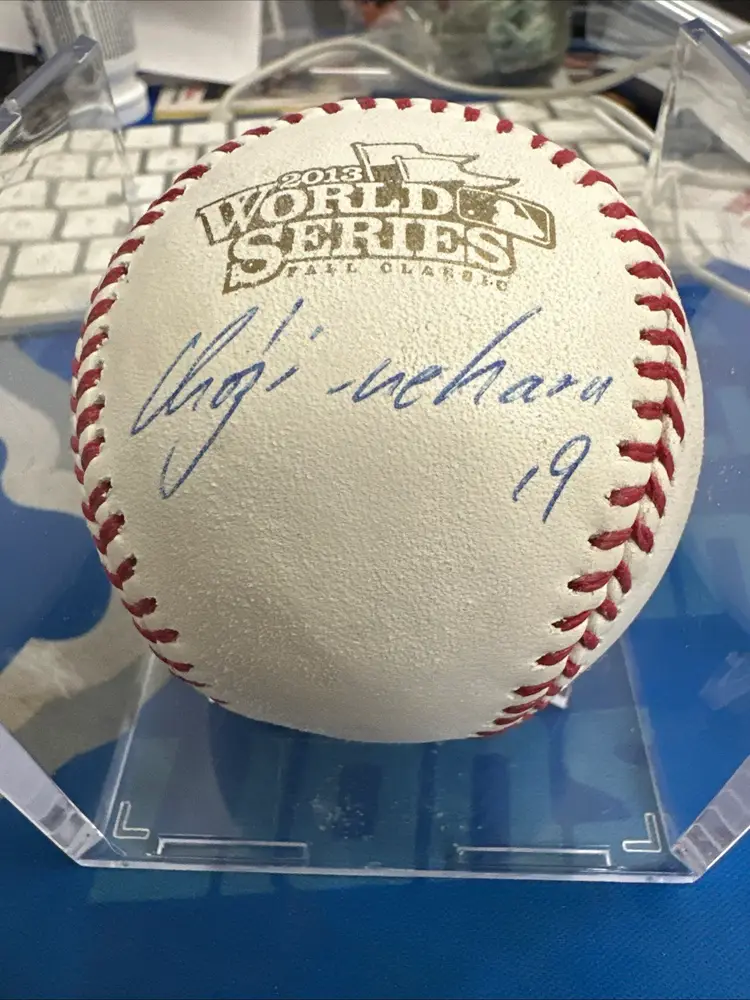 2013
WORLD
SERIES
FALL CLASSIC
Koji uehara
19